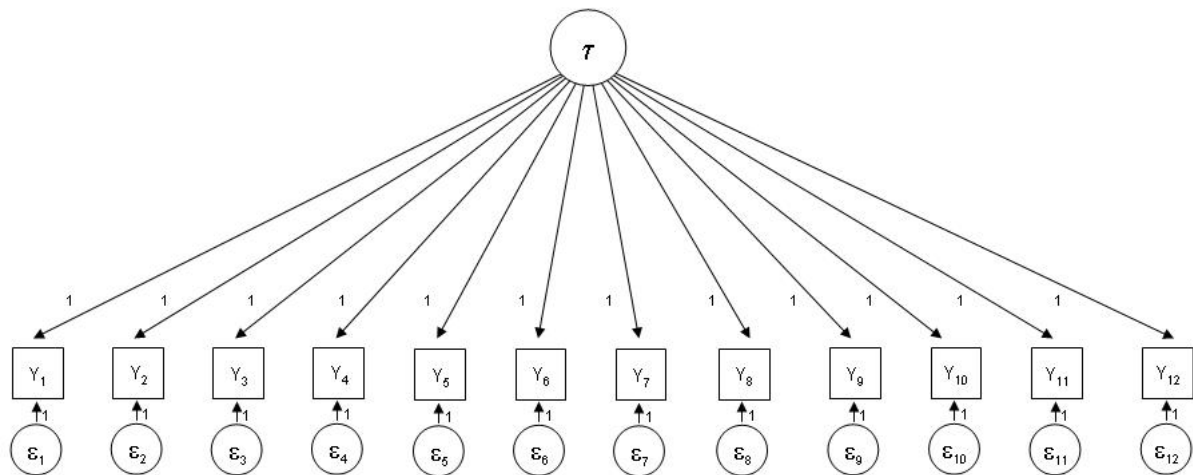 τ
1 1 1 1 1 1 1 1 1 1 1 1
Y₁ Y₂ Y₃ Y₄ Y₅ Y₆ Y₇ Y₈ Y₉ Y₁₀ Y₁₁ Y₁₂
1 1 1 1 1 1 1 1 1 1 1 1
ε₁ ε₂ ε₃ ε₄ ε₅ ε₆ ε₇ ε₈ ε₉ ε₁₀ ε₁₁ ε₁₂